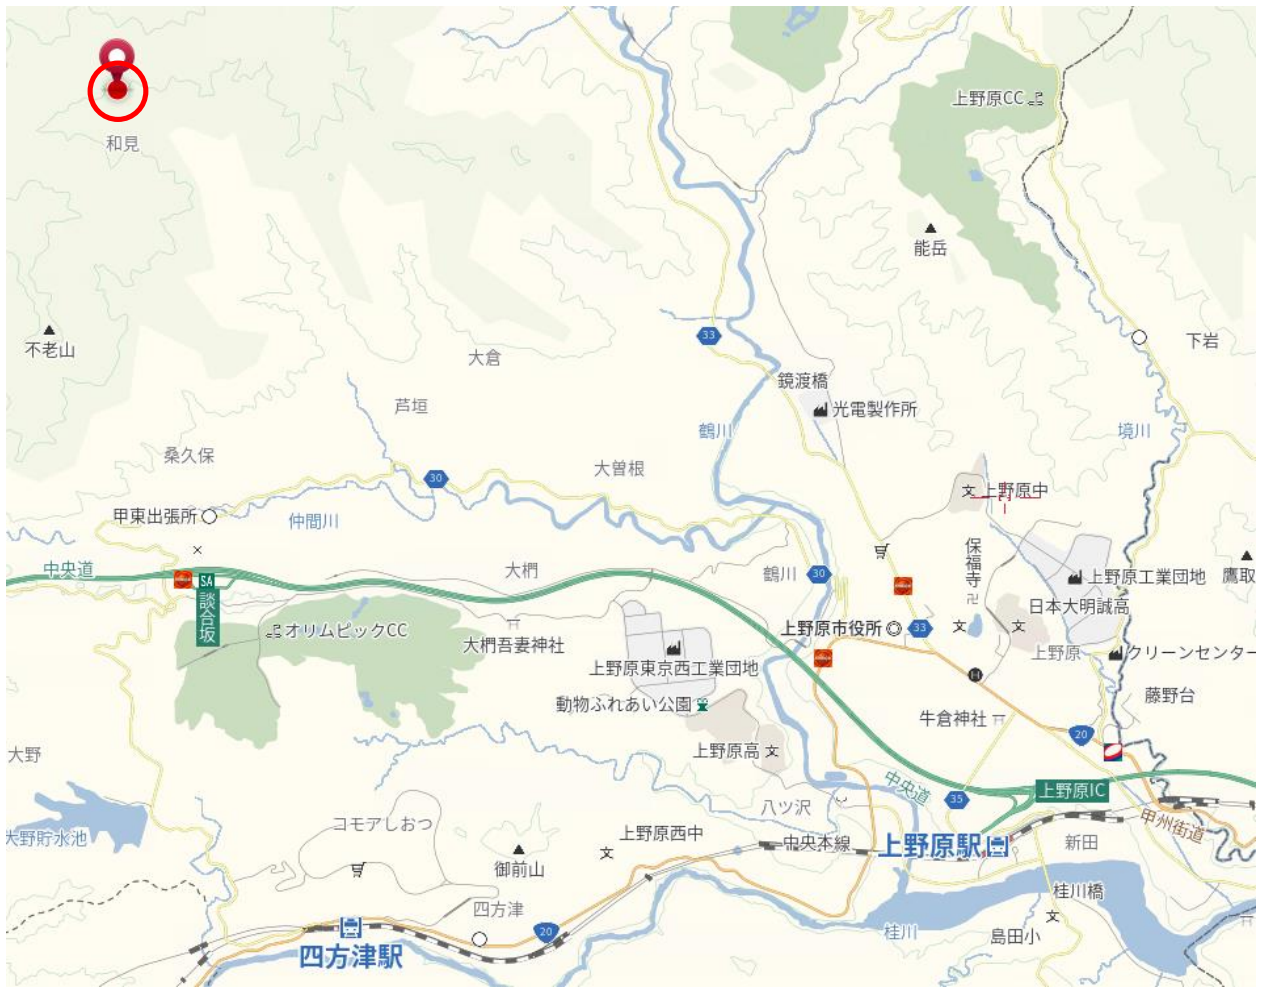 上野原CC
和見
能岳
33
不老山
下岩
大倉
鏡渡橋
芦垣
光電製作所
鶴川
境川
桑久保
大曽根
30
上野原中
甲東出張所
仲間川
保福寺
中央道
SA
談合坂
大椚
鶴川
30
上野原工業団地
鷹取
日本大明誠高
オリムピックCC
大椚吾妻神社
上野原市役所
33
上野原
クリーンセンター
上野原東京西工業団地
H
動物ふれあい公園
藤野台
牛倉神社
20
上野原高
大野
中央道
上野原IC
35
八ツ沢
コモアしおつ
上野原西中
甲州街道
大野貯水池
中央本線
上野原駅
新田
御前山
桂川橋
四方津
20
桂川
島田小
四方津駅